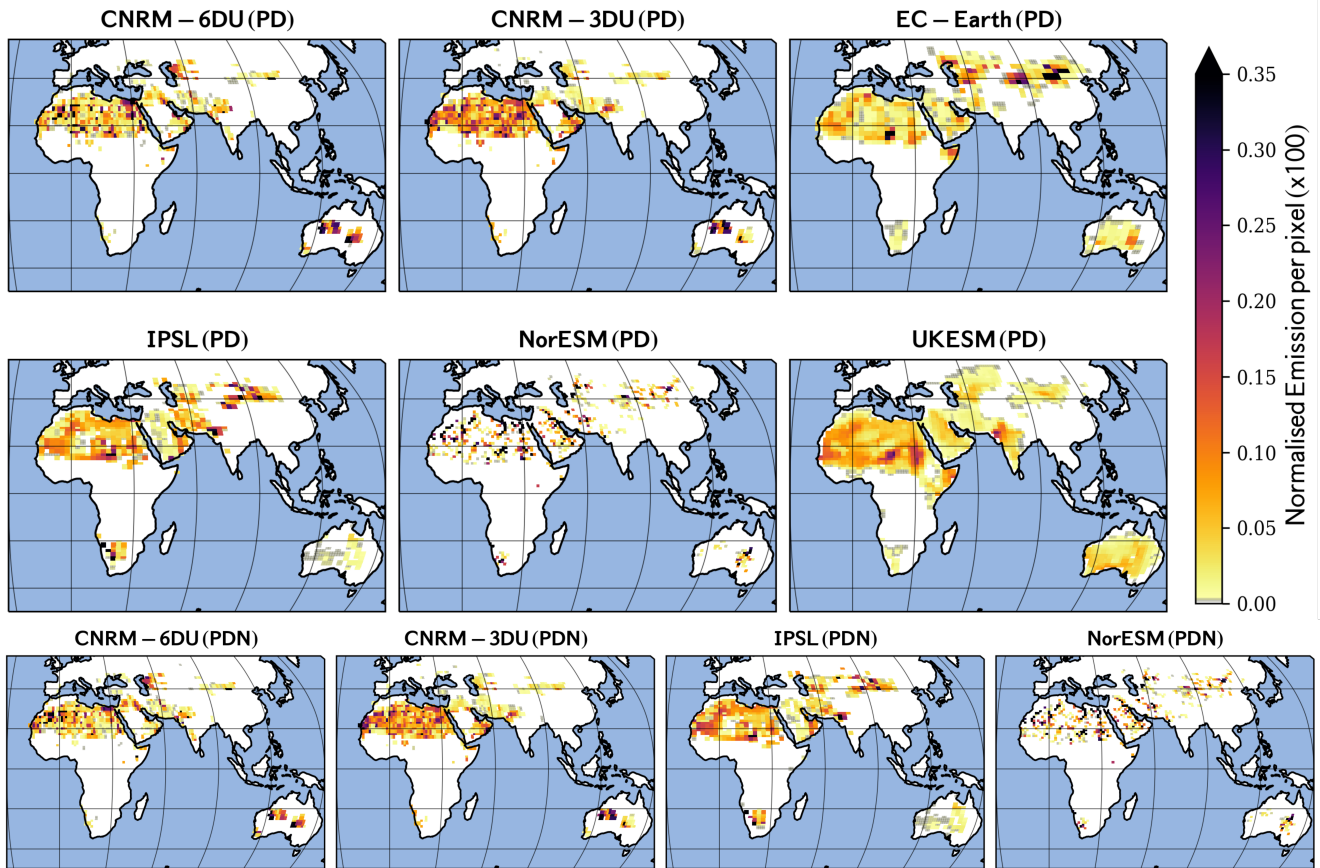 CNRM – 6DU (PD)
CNRM – 3DU (PD)
EC – Earth (PD)
0.35
0.30
0.25
0.20
0.15
0.10
0.05
0.00
Normalised Emission per pixel (x100)
IPSL (PD)
NorESM (PD)
UKESM (PD)
CNRM – 6DU (PDN)
CNRM – 3DU (PDN)
IPSL (PDN)
NorESM (PDN)